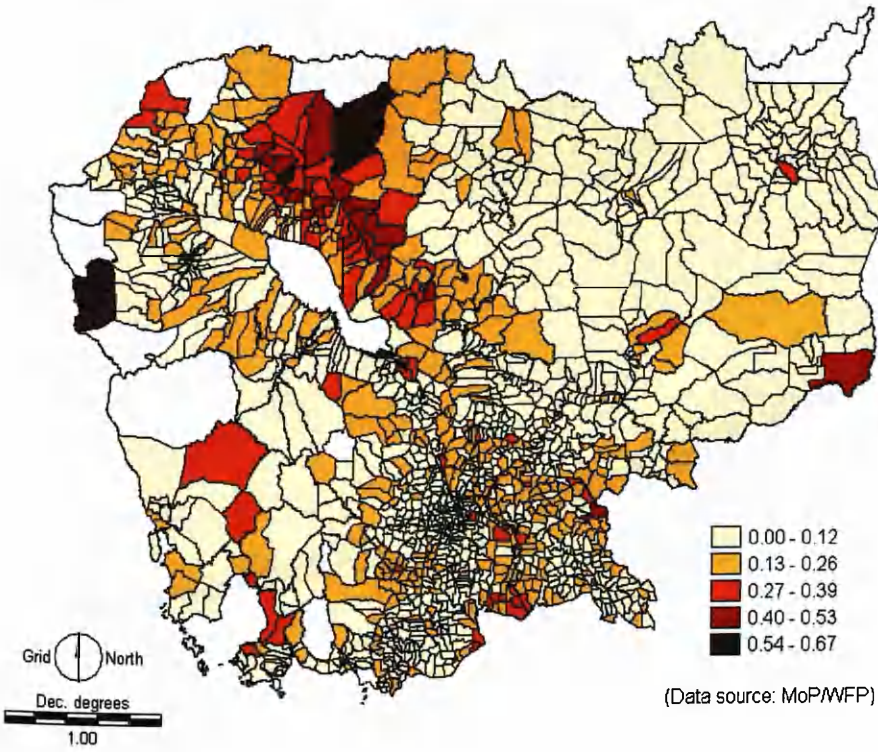 0.00 - 0.12
0.13 - 0.26
0.27 - 0.39
0.40 - 0.53
0.54 - 0.67
Grid North
Dec. degrees
1.00
(Data source: MoP/WFP)